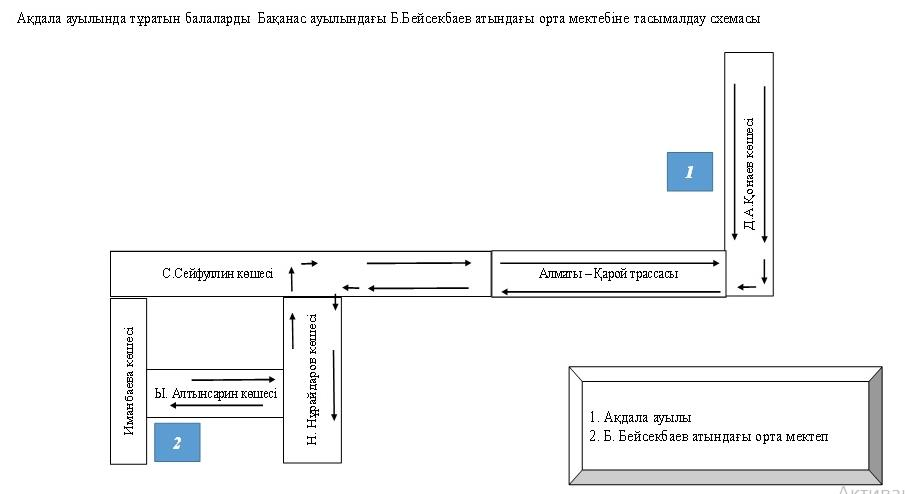 Ақдала ауылында тұратын балаларды Бақанас ауылындағы Б.Бейсекбаев атындағы орта мектебіне тасымалдау схемасы
Д.А.Қонаев көшесі
1
С.Сейфуллин көшесі
Алматы – Қарой трассасы
Иманбаева көшесі
Ы. Алтынсарин көшесі
Н. Нұрайдаров көшесі
2
1. Ақдала ауылы
2. Б. Бейсекбаев атындағы орта мектеп